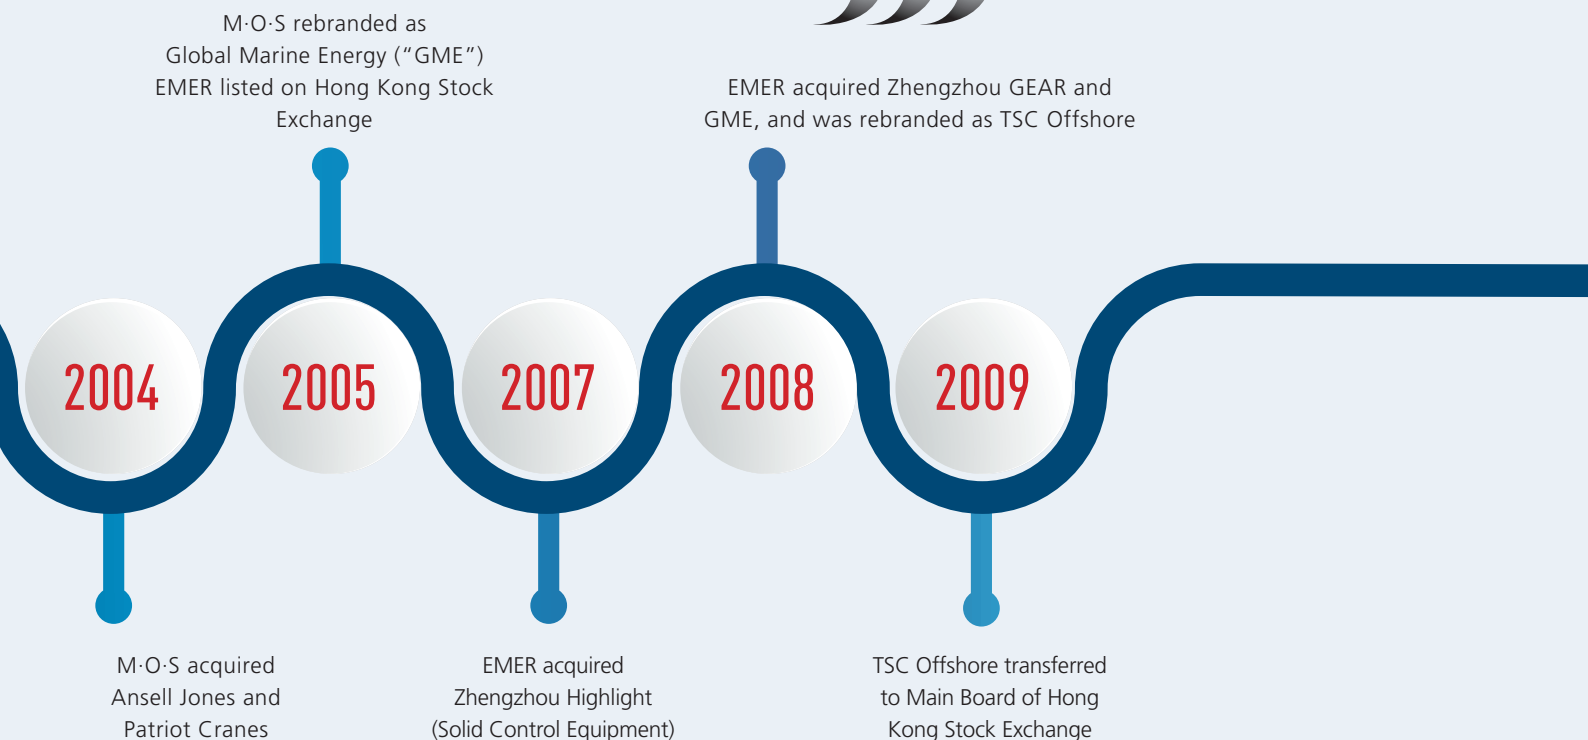 M·O·S rebranded as
Global Marine Energy (“GME”)
EMER listed on Hong Kong Stock
Exchange
EMER acquired Zhengzhou GEAR and
GME, and was rebranded as TSC Offshore
2004
2005
2007
2008
2009
M·O·S acquired
Ansell Jones and
Patriot Cranes
EMER acquired
Zhengzhou Highlight
(Solid Control Equipment)
TSC Offshore transferred
to Main Board of Hong
Kong Stock Exchange